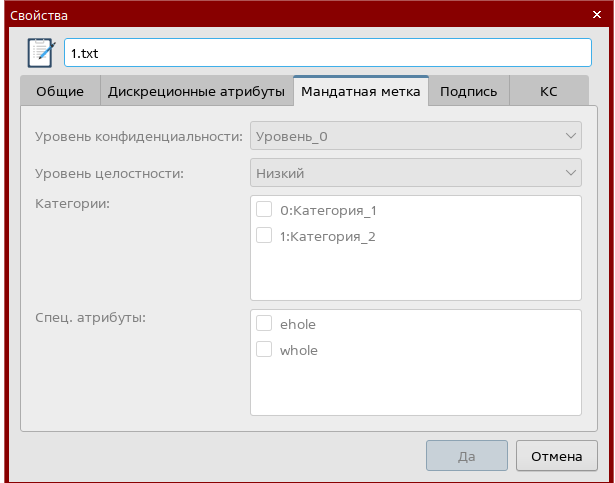 Свойства
1.txt
Общие Дискреционные атрибуты Мандатная метка Подпись КС
Уровень конфиденциальности: Уровень_0
Уровень целостности: Низкий
Категории: 0:Категория_1
1:Категория_2
Спец. атрибуты: ehole
whole
Да Отмена